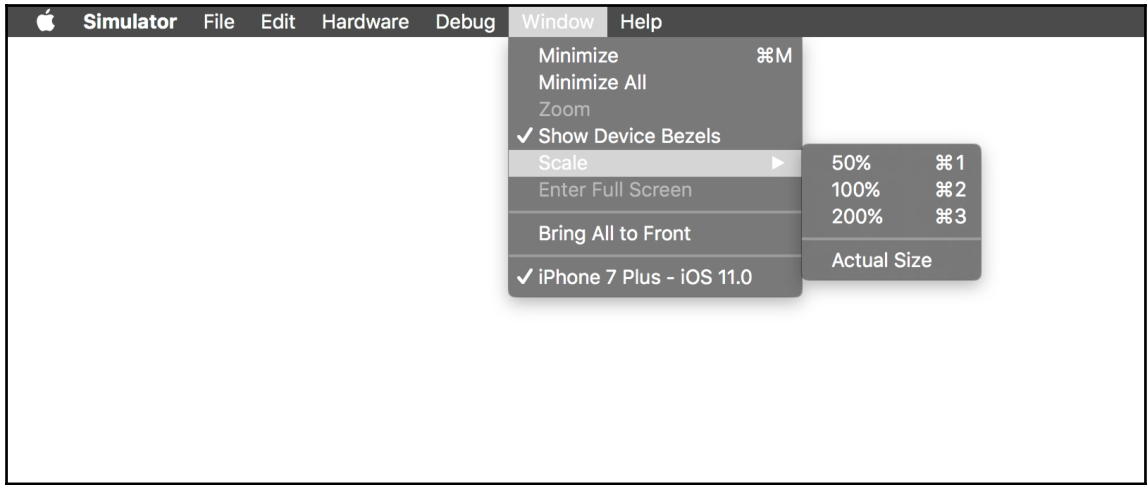 Simulator File Edit Hardware Debug Window Help
Minimize ⌘M
Minimize All
Zoom
✓ Show Device Bezels
Scale ▶
Enter Full Screen
Bring All to Front
✓ iPhone 7 Plus - iOS 11.0
50% ⌘1
100% ⌘2
200% ⌘3
Actual Size